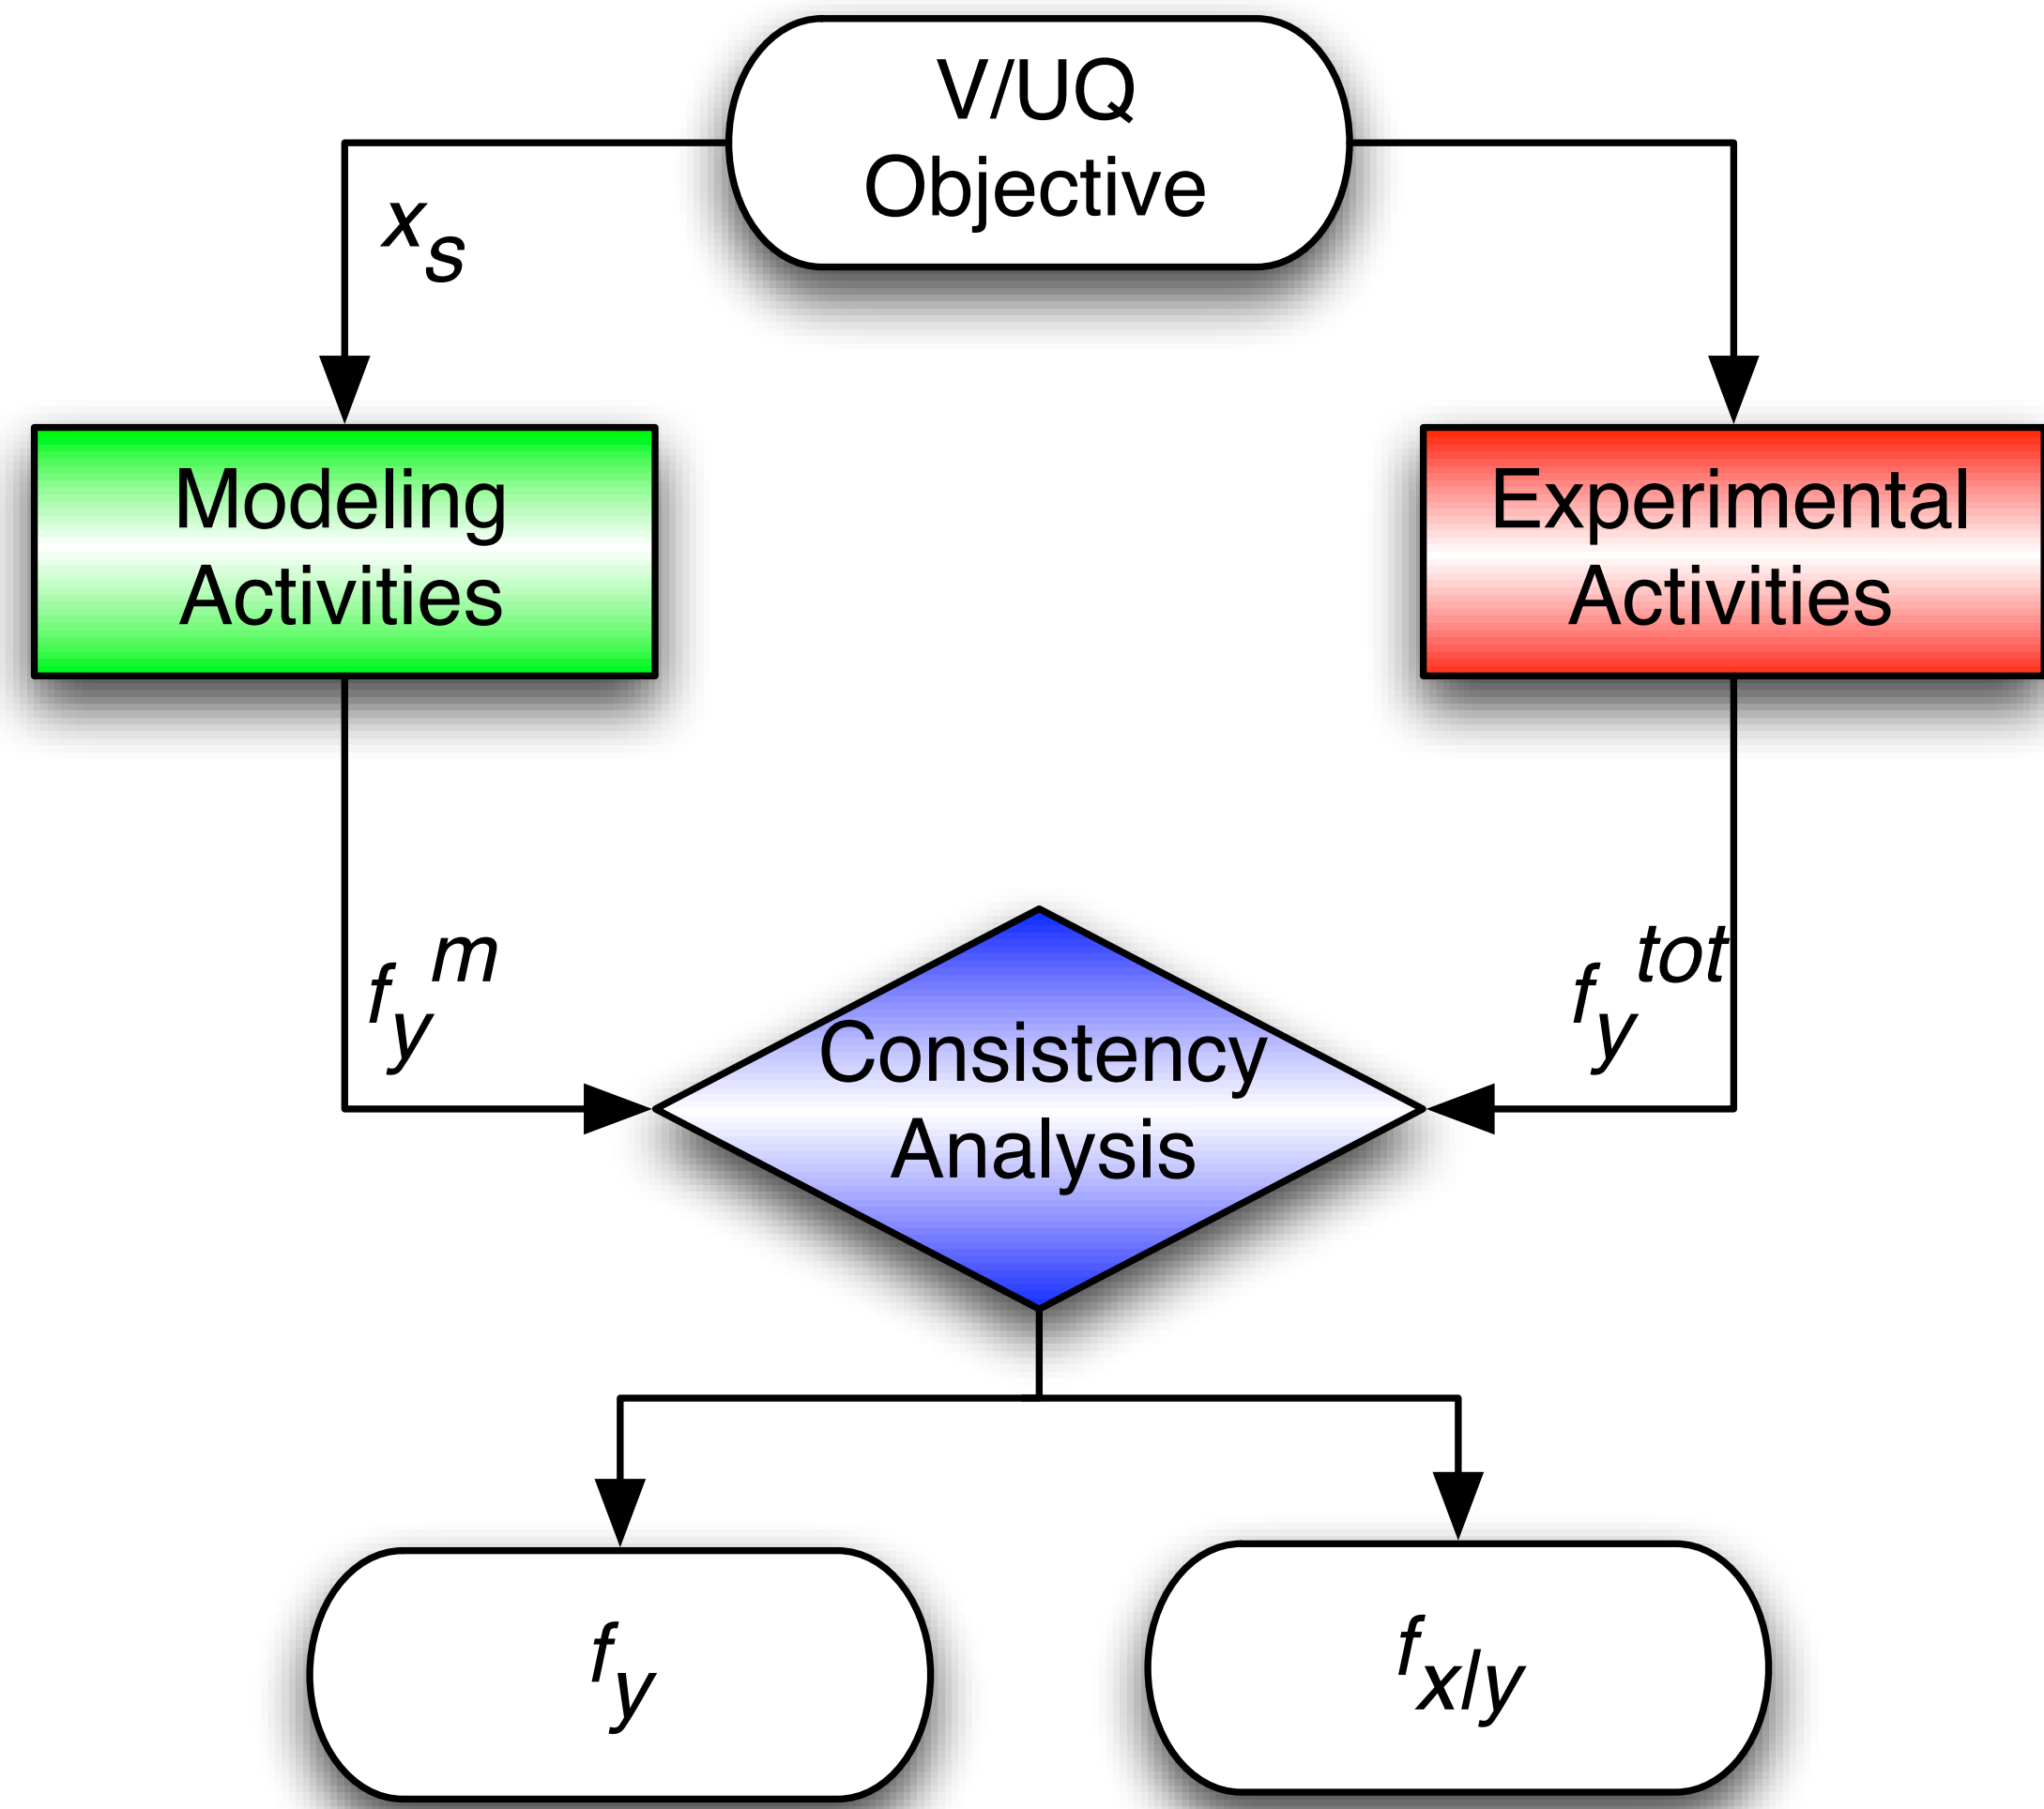 V/UQ
Objective
x_s
Modeling
Activities
Experimental
Activities
f_y^m
f_y^tot
Consistency
Analysis
f_y
f_x|y